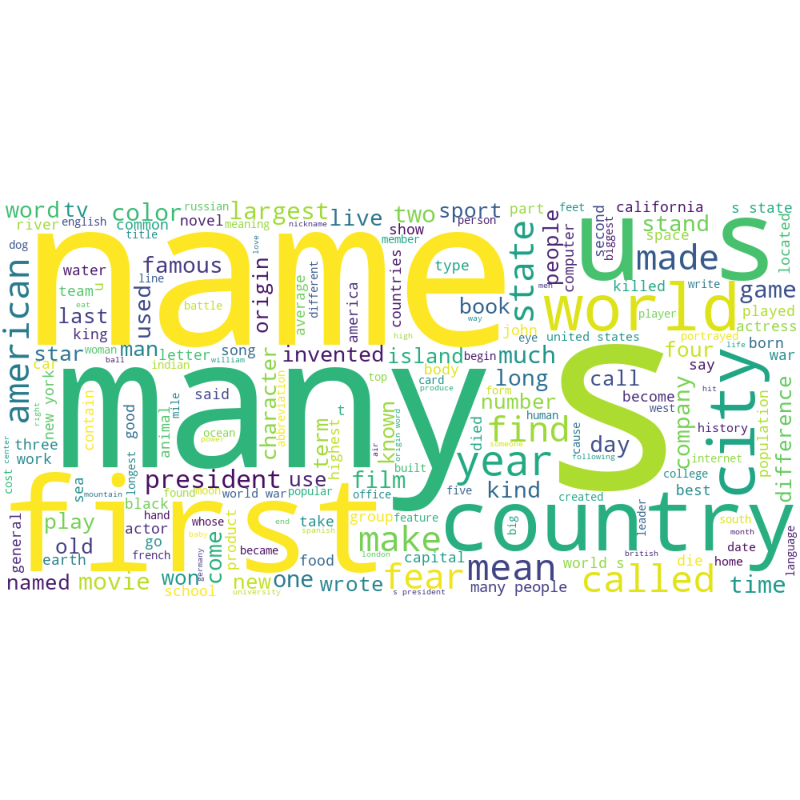 word tv color russian english common title novel largest live two sport part california s state
river nickname meaning show member person feet second biggest stand space located
name u s
dog water famous origin average different america countries type people computer made
american team u line used battle love state killed write game
eat last king book way world player played actress
men john eye united states portrayed life born
star woman man letter song invented island much four war
car indian william ball high begin
many S
new york right mile said character abbreviation top body card produce long call become say hit city
contain animal t known form number west company history population difference
three good term highest find human day
cost center work longest ocean power origin word died cause following internet college
air built someone
sea president use film year kind best
mountain found moon world war popular office five created
first country
general play black hand whose product end take group feature make big leader south month
actor go spanish capital british date language
old earth french baby became london food home
named movie won come new one wrote fear mean world s called die time
school germany university s president many people